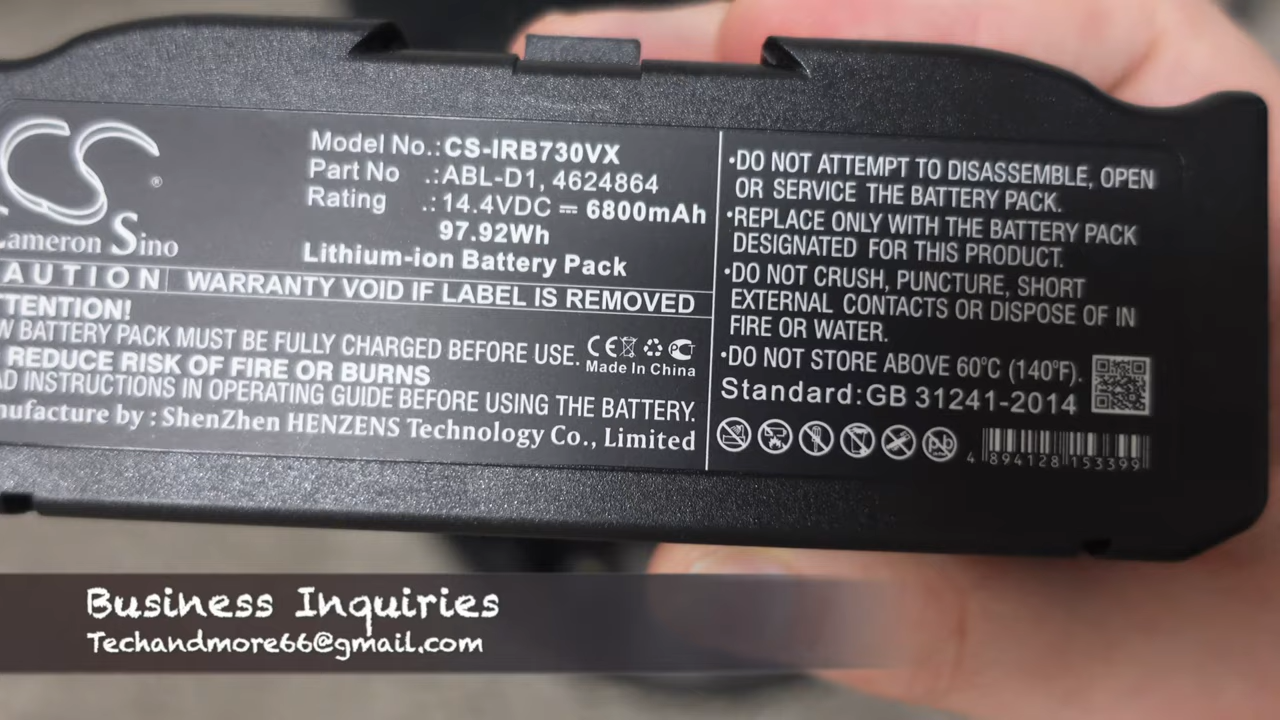 CS
ameron Sino
®
Model No.:CS-IRB730VX
Part No .:ABL-D1, 4624864
Rating .:14.4VDC ⎓ 6800mAh
97.92Wh
Lithium-ion Battery Pack
AUTION WARRANTY VOID IF LABEL IS REMOVED
TTENTION!
W BATTERY PACK MUST BE FULLY CHARGED BEFORE USE.
REDUCE RISK OF FIRE OR BURNS
AD INSTRUCTIONS IN OPERATING GUIDE BEFORE USING THE BATTERY.
nufacture by : ShenZhen HENZENS Technology Co., Limited
CE
Made In China
•DO NOT ATTEMPT TO DISASSEMBLE, OPEN
OR SERVICE THE BATTERY PACK.
•REPLACE ONLY WITH THE BATTERY PACK
DESIGNATED FOR THIS PRODUCT.
•DO NOT CRUSH, PUNCTURE, SHORT
EXTERNAL CONTACTS OR DISPOSE OF IN
FIRE OR WATER.
•DO NOT STORE ABOVE 60°C (140°F).
Standard:GB 31241-2014
Pb
4 894128 153399
Business Inquiries
Techandmore66@gmail.com